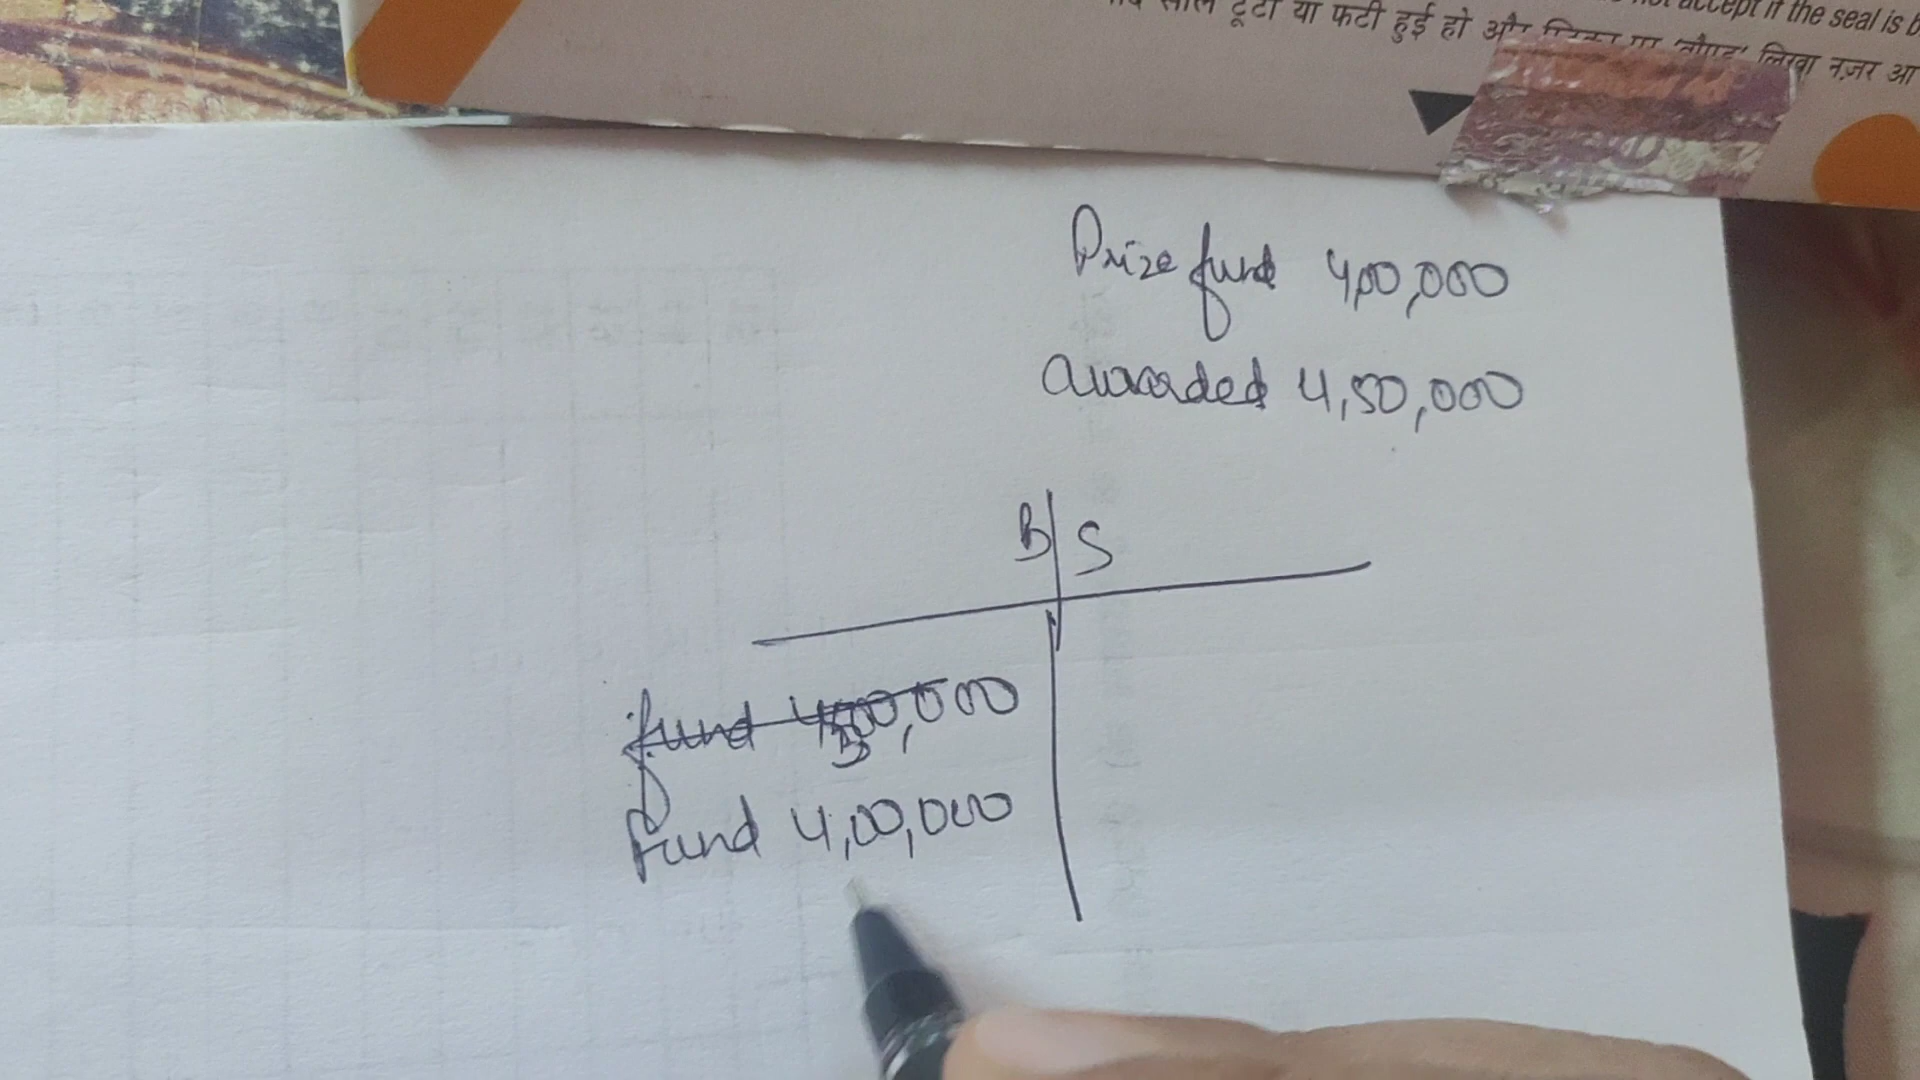 not accept if the seal is
सील टूटी या फटी हुई हो और लिखा नज़र आ
Prize fund 4,00,000
awarded 4,50,000
B/S
fund 4,00,000